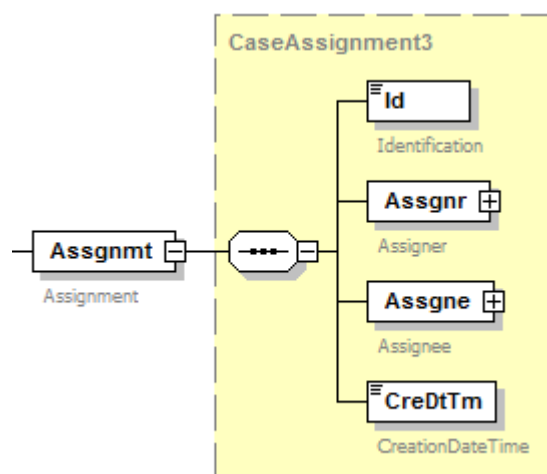 CaseAssignment3
Id
Identification
Assgnr
Assigner
Assgnmt
Assignment
Assgne
Assignee
CreDtTm
CreationDateTime